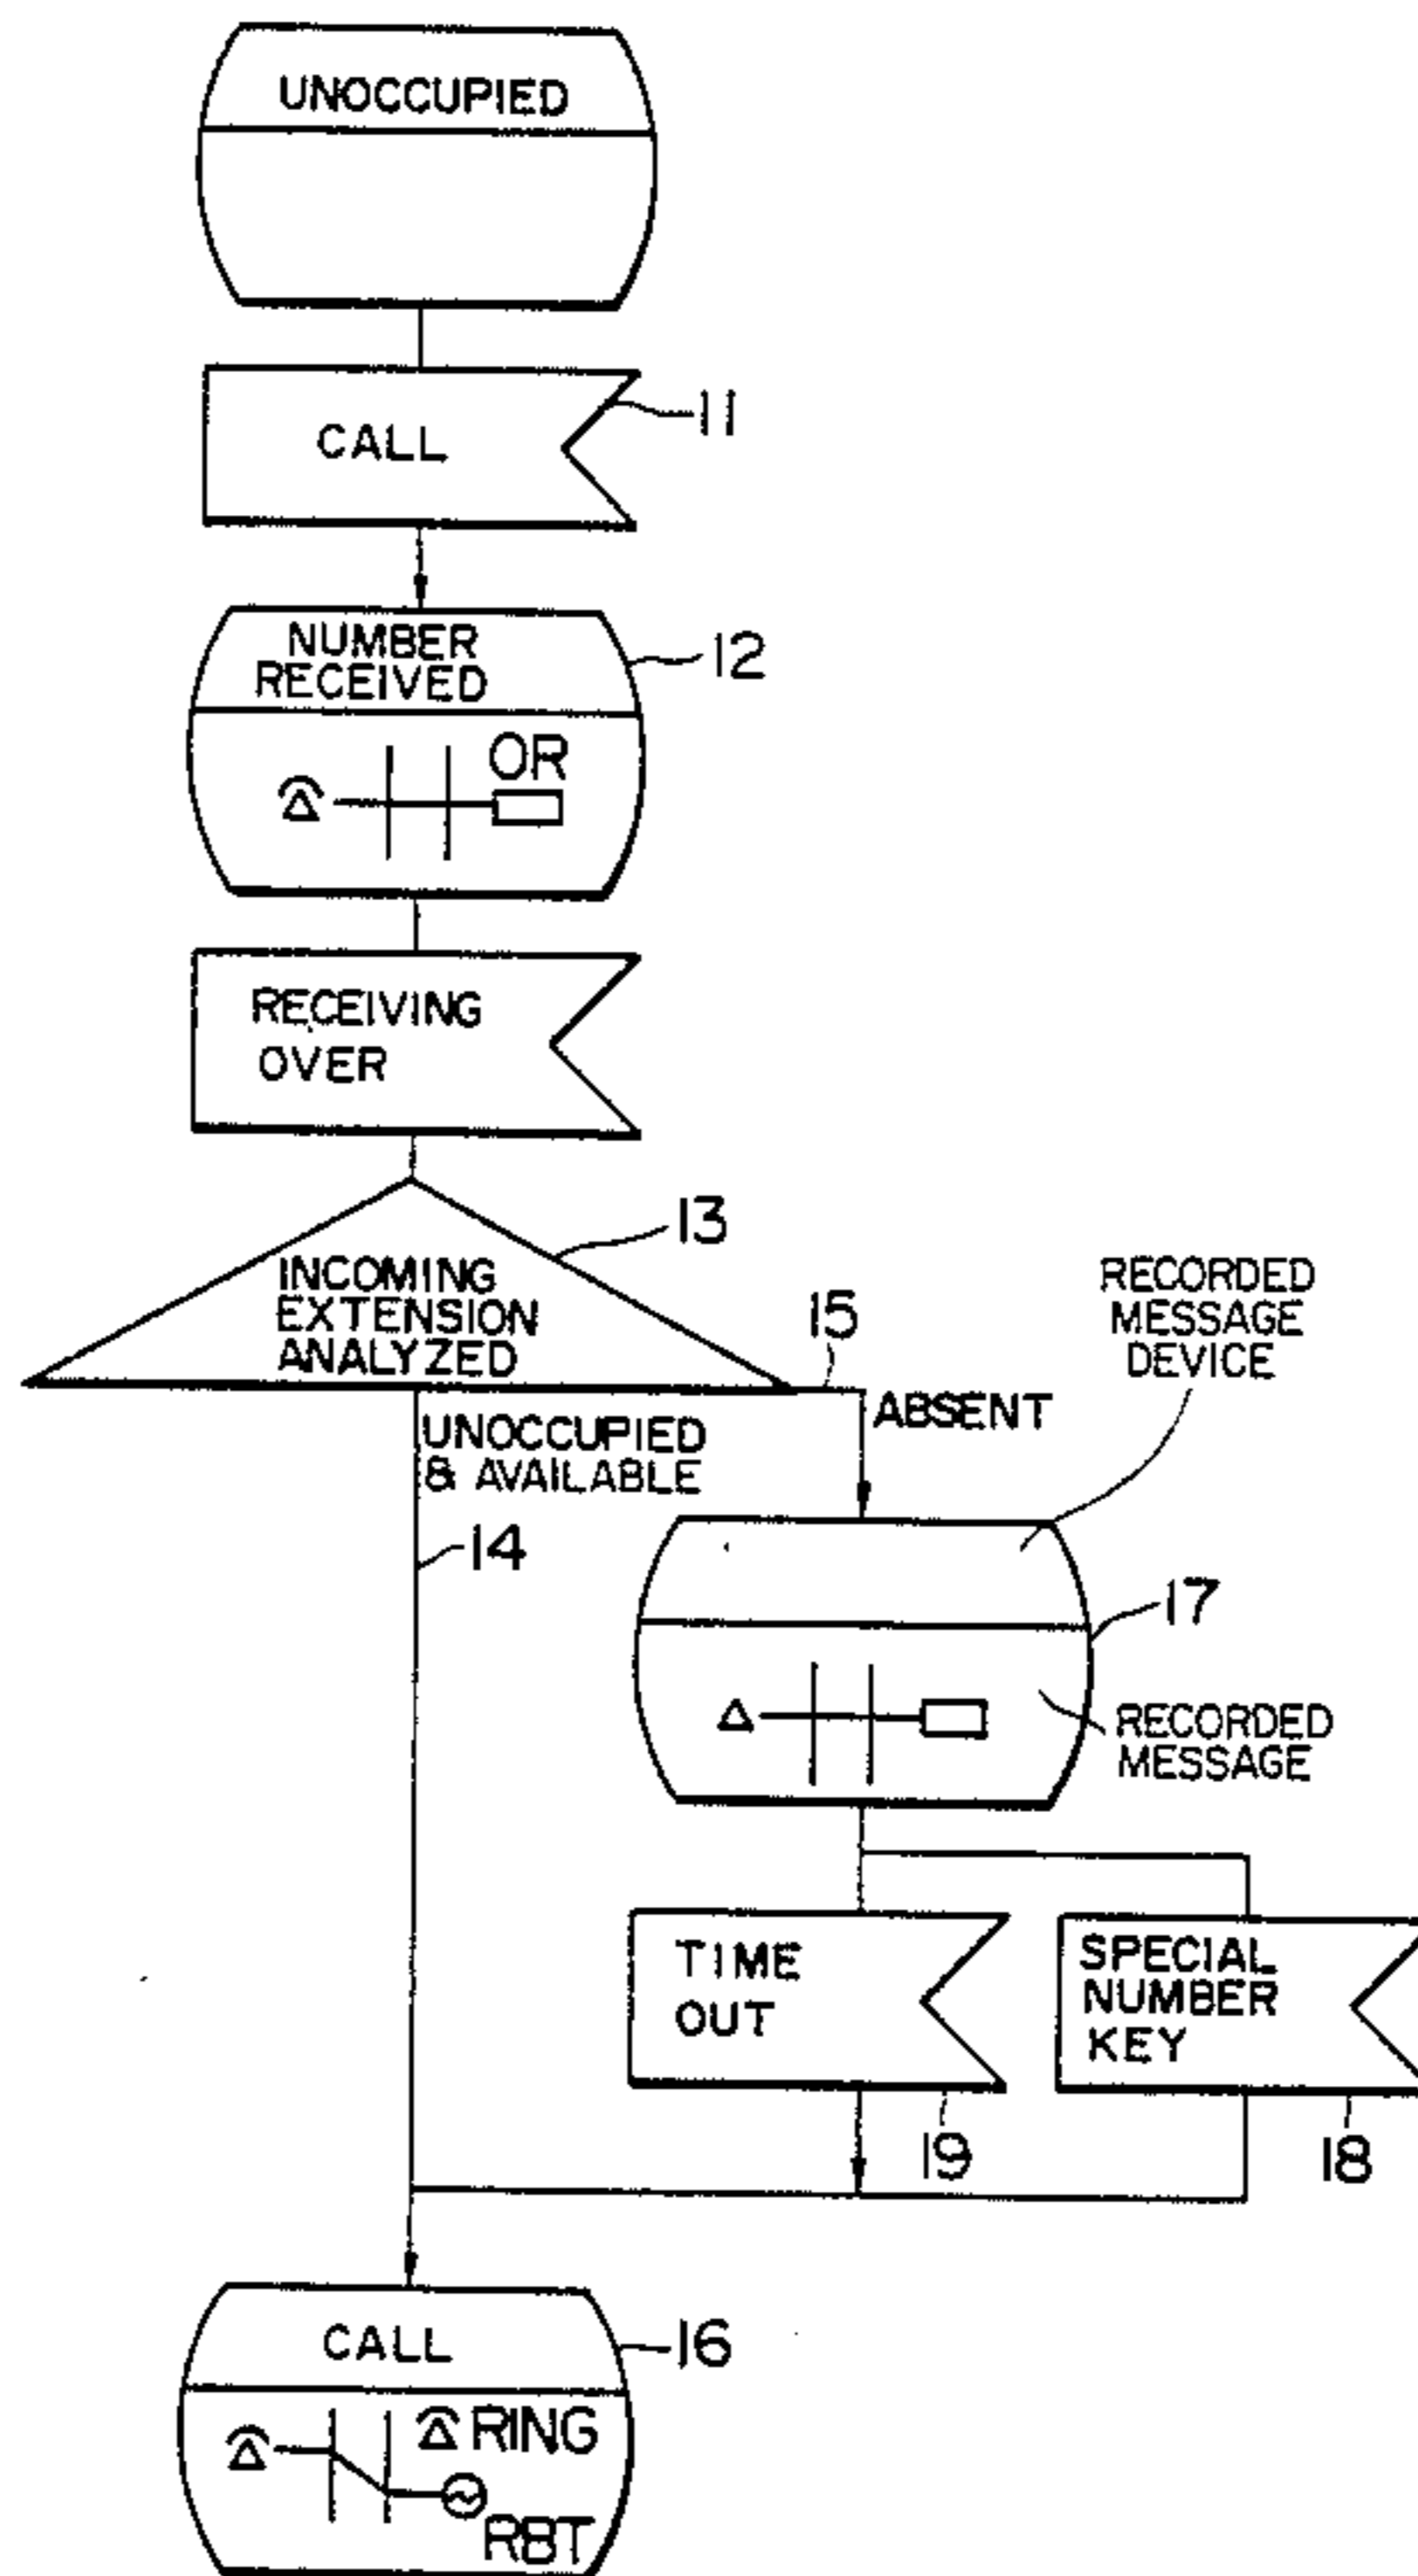 UNOCCUPIED
CALL
11
NUMBER
RECEIVED
12
OR
RECEIVING
OVER
13
INCOMING
EXTENSION
ANALYZED
15
RECORDED
MESSAGE
DEVICE
ABSENT
UNOCCUPIED
& AVAILABLE
14
17
RECORDED
MESSAGE
TIME
OUT
SPECIAL
NUMBER
KEY
19
18
CALL
16
RING
RBT